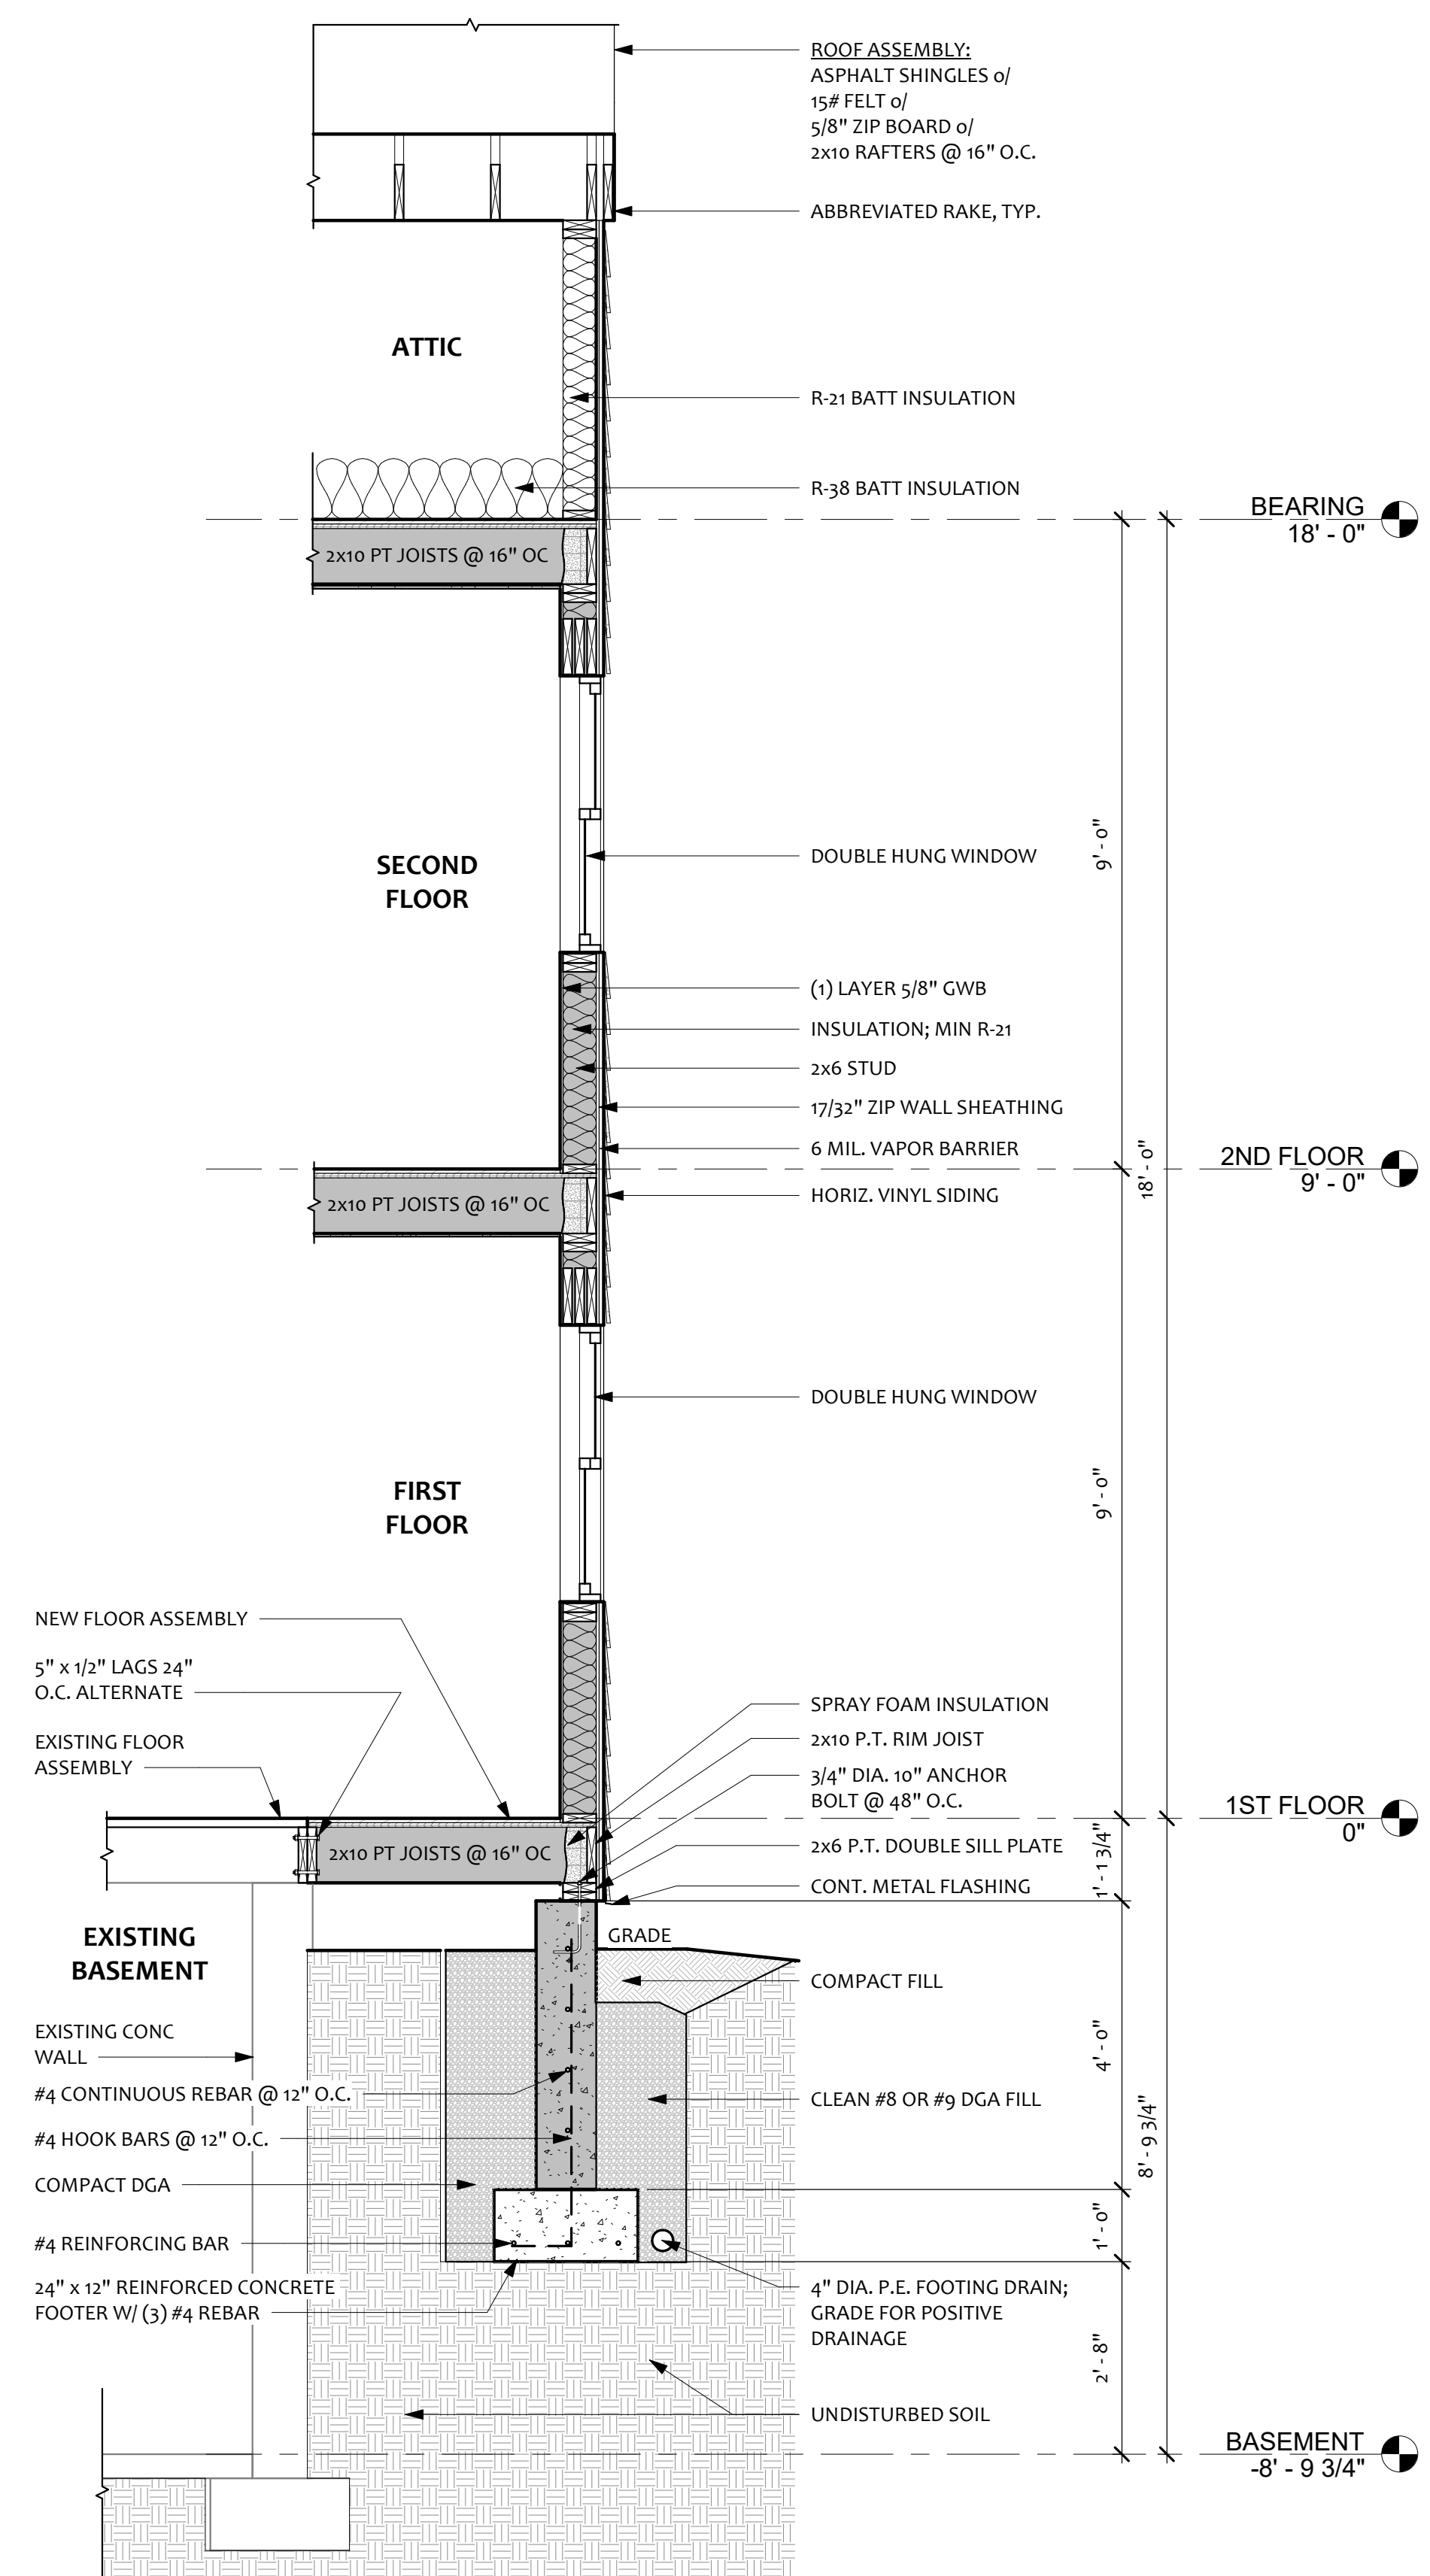 ROOF ASSEMBLY:
ASPHALT SHINGLES o/
15# FELT o/
5/8" ZIP BOARD o/
2x10 RAFTERS @ 16" O.C.
ABBREVIATED RAKE, TYP.
ATTIC
R-21 BATT INSULATION
R-38 BATT INSULATION
BEARING
18' - 0"
2x10 PT JOISTS @ 16" OC
9' - 0"
SECOND
FLOOR
DOUBLE HUNG WINDOW
(1) LAYER 5/8" GWB
INSULATION; MIN R-21
2x6 STUD
17/32" ZIP WALL SHEATHING
6 MIL. VAPOR BARRIER
18' - 0"
2ND FLOOR
9' - 0"
2x10 PT JOISTS @ 16" OC
HORIZ. VINYL SIDING
DOUBLE HUNG WINDOW
9' - 0"
FIRST
FLOOR
NEW FLOOR ASSEMBLY
5" x 1/2" LAGS 24"
O.C. ALTERNATE
EXISTING FLOOR
ASSEMBLY
SPRAY FOAM INSULATION
2x10 P.T. RIM JOIST
3/4" DIA. 10" ANCHOR
BOLT @ 48" O.C.
1ST FLOOR
0"
2x10 PT JOISTS @ 16" OC
2x6 P.T. DOUBLE SILL PLATE
1' - 1 3/4"
CONT. METAL FLASHING
EXISTING
BASEMENT
GRADE
COMPACT FILL
EXISTING CONC
WALL
4' - 0"
#4 CONTINUOUS REBAR @ 12" O.C.
CLEAN #8 OR #9 DGA FILL
#4 HOOK BARS @ 12" O.C.
8' - 9 3/4"
COMPACT DGA
#4 REINFORCING BAR
1' - 0"
24" x 12" REINFORCED CONCRETE
FOOTER W/ (3) #4 REBAR
4" DIA. P.E. FOOTING DRAIN;
GRADE FOR POSITIVE
DRAINAGE
2' - 8"
UNDISTURBED SOIL
BASEMENT
-8' - 9 3/4"